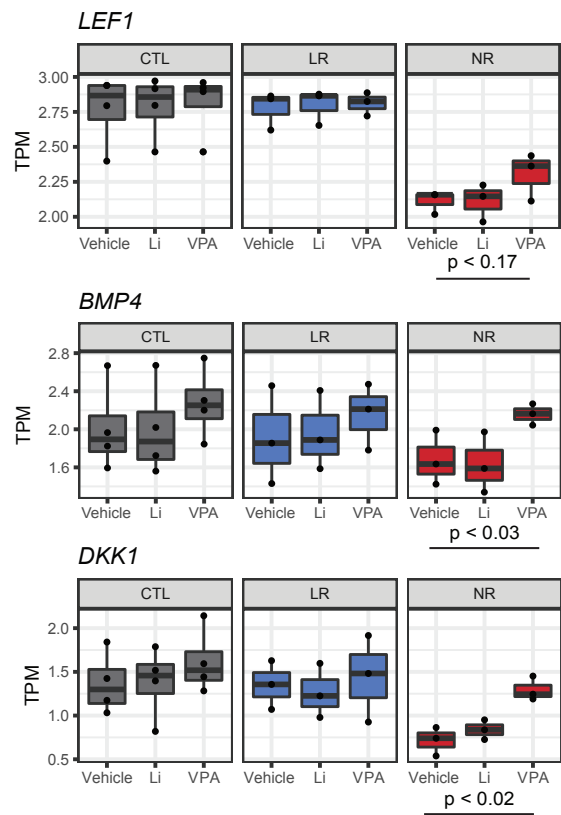 LEF1
CTL LR NR
TPM
3.00
2.75
2.50
2.25
2.00
Vehicle Li VPA Vehicle Li VPA Vehicle Li VPA
p < 0.17
BMP4
CTL LR NR
TPM
2.8
2.4
2.0
1.6
Vehicle Li VPA Vehicle Li VPA Vehicle Li VPA
p < 0.03
DKK1
CTL LR NR
TPM
2.0
1.5
1.0
0.5
Vehicle Li VPA Vehicle Li VPA Vehicle Li VPA
p < 0.02